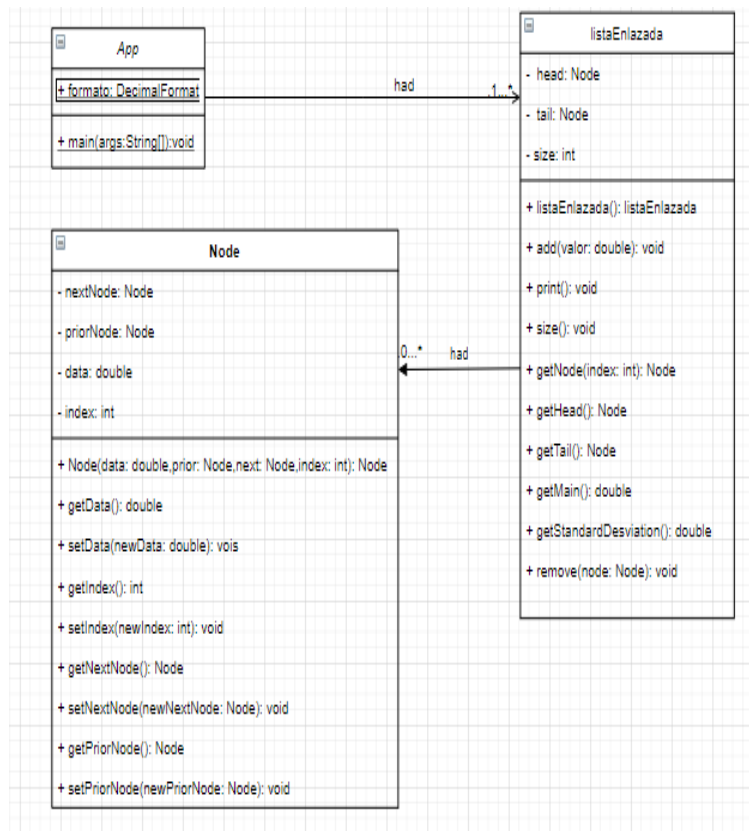 App
+ formato: DecimalFormat
+ main(args:String[]):void
had
.1...*
listaEnlazada
- head: Node
- tail: Node
- size: int
+ listaEnlazada(): listaEnlazada
+ add(valor: double): void
+ print(): void
+ size(): void
+ getNode(index: int): Node
+ getHead(): Node
+ getTail(): Node
+ getMain(): double
+ getStandardDesviation(): double
+ remove(node: Node): void
Node
- nextNode: Node
- priorNode: Node
- data: double
- index: int
+ Node(data: double,prior: Node,next: Node,index: int): Node
+ getData(): double
+ setData(newData: double): vois
+ getIndex(): int
+ setIndex(newIndex: int): void
+ getNextNode(): Node
+ setNextNode(newNextNode: Node): void
+ getPriorNode(): Node
+ setPriorNode(newPriorNode: Node): void
.0...*
had